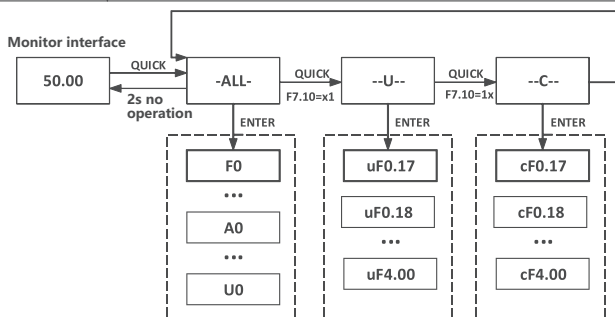 Monitor interface
50.00
QUICK
2s no
operation
-ALL-
QUICK
F7.10=x1
--U--
QUICK
F7.10=1x
--C--
ENTER
ENTER
ENTER
F0
...
A0
...
U0
uF0.17
uF0.18
...
uF4.00
cF0.17
cF0.18
...
cF4.00